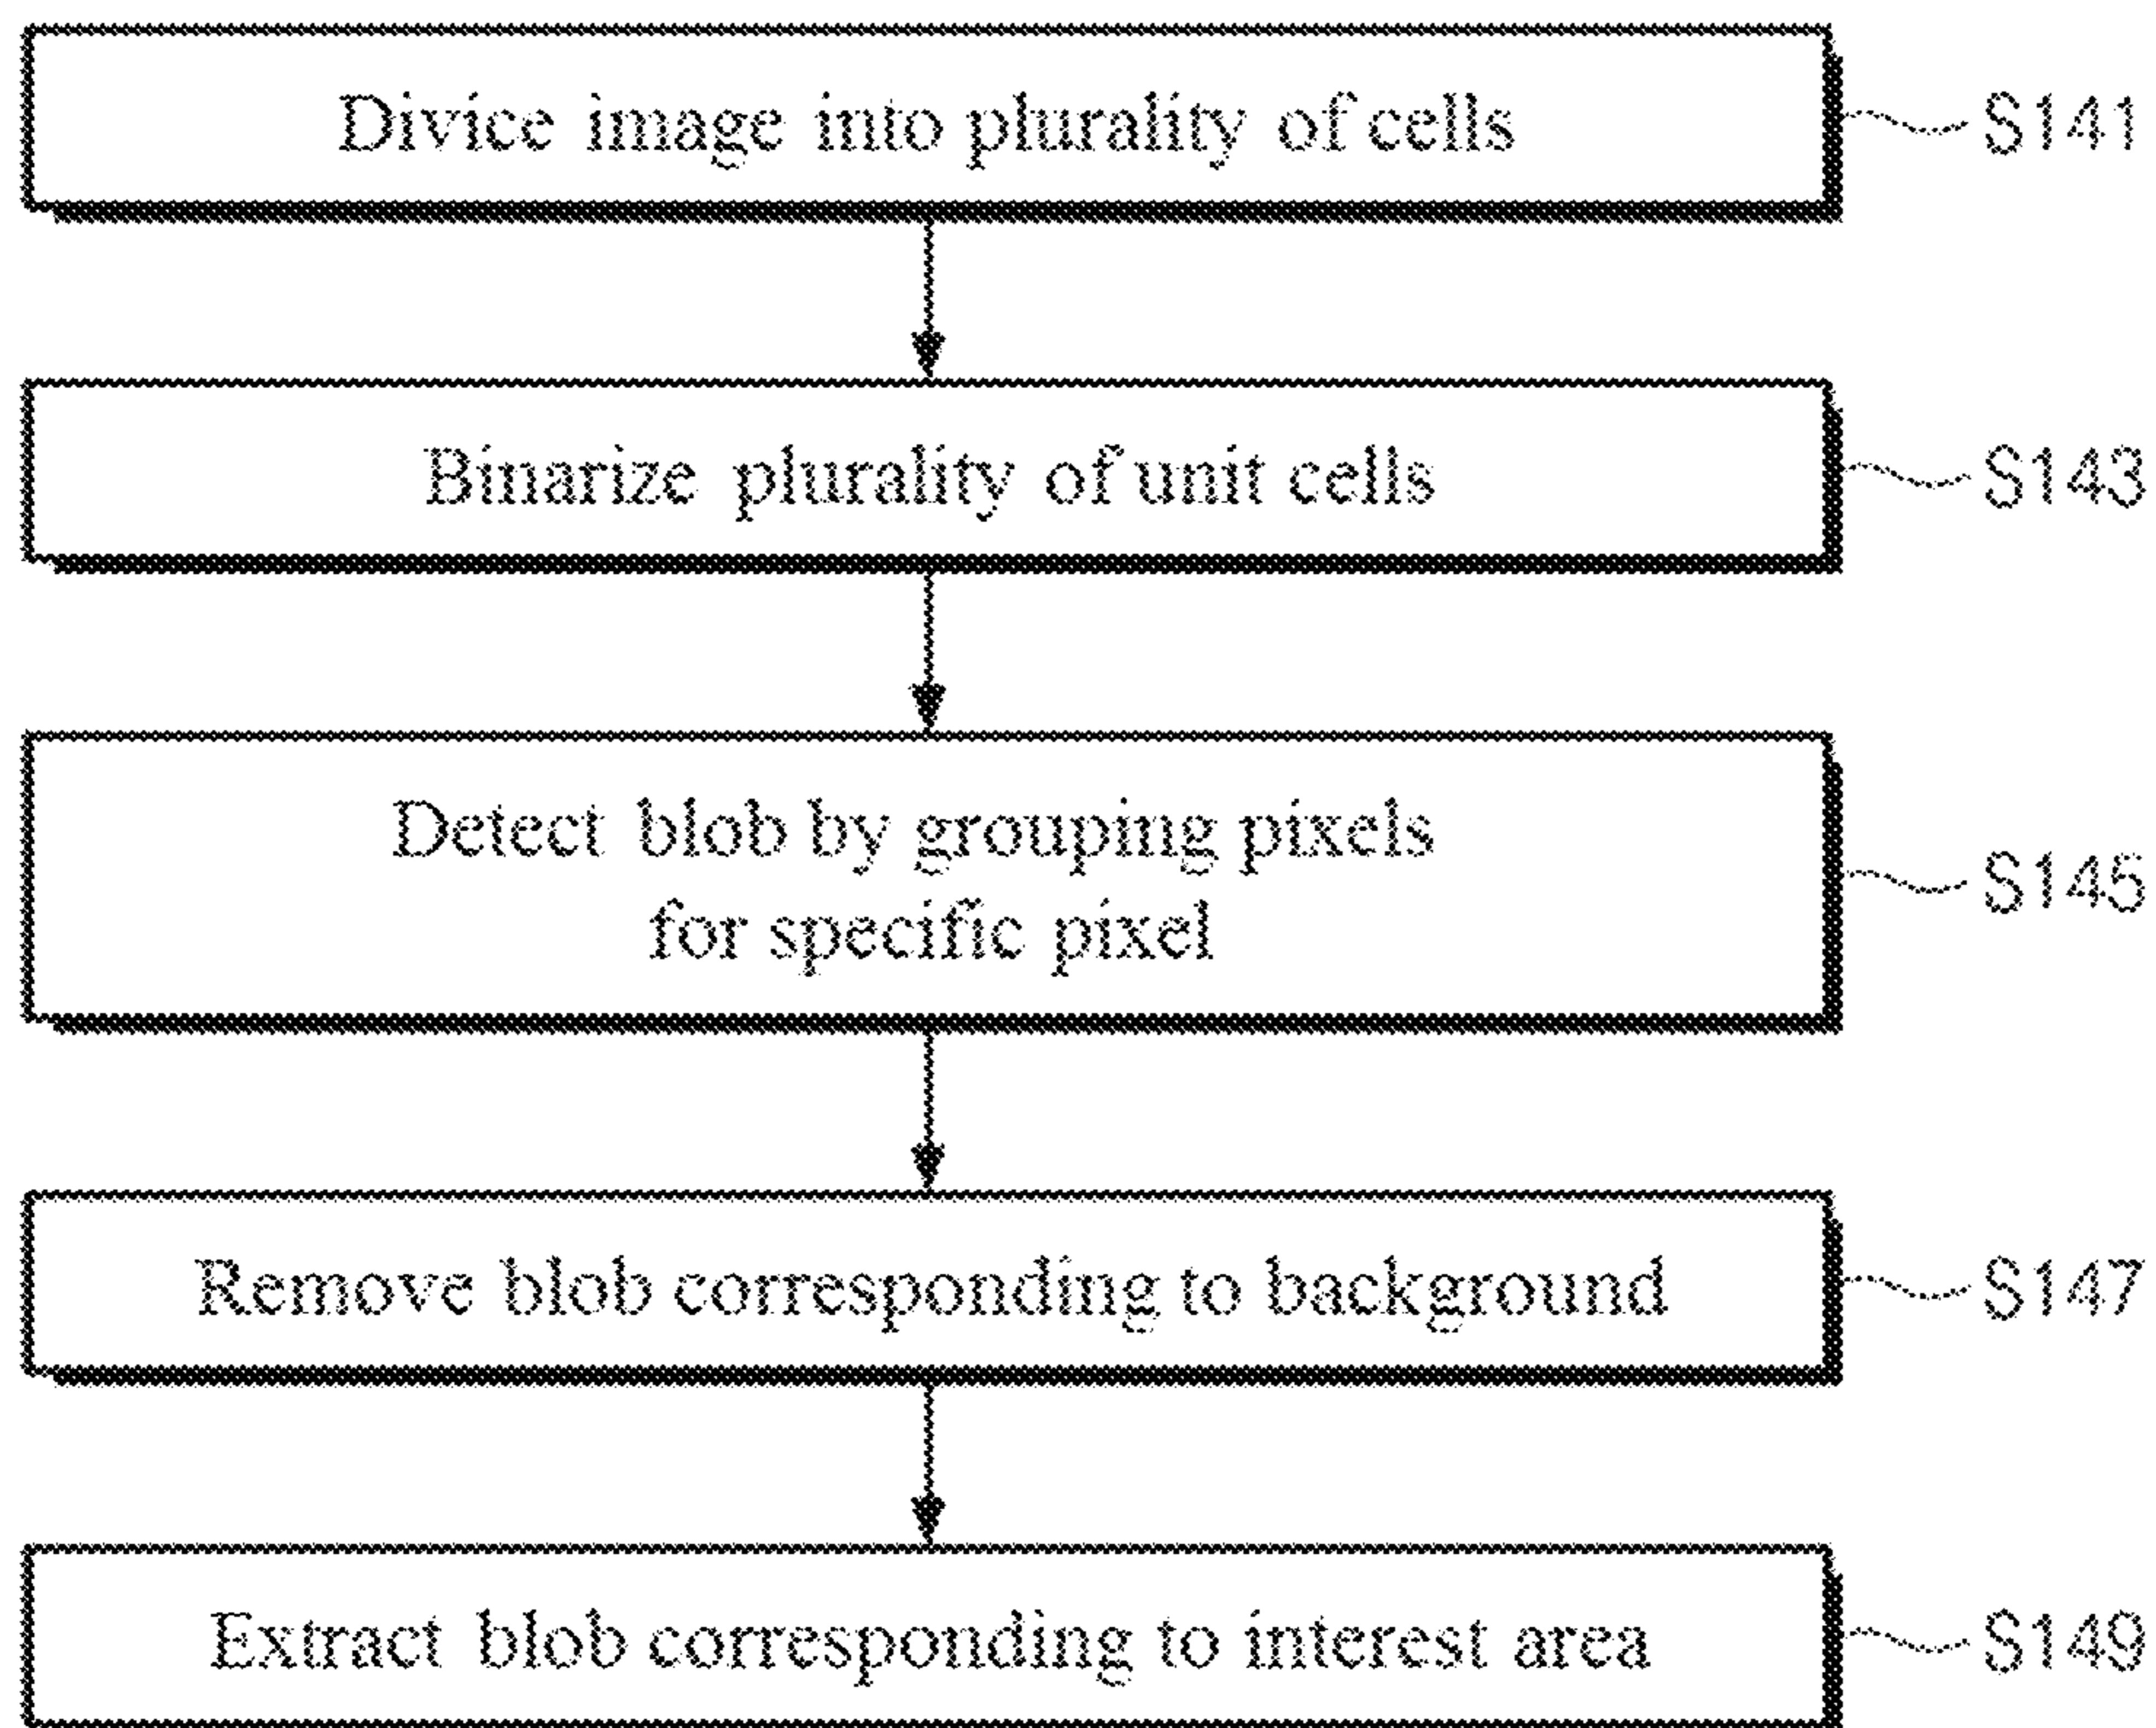 Divice image into plurality of cells
S141
Binarize plurality of unit cells
S143
Detect blob by grouping pixels
for specific pixel
S145
Remove blob corresponding to background
S147
Extract blob corresponding to interest area
S149